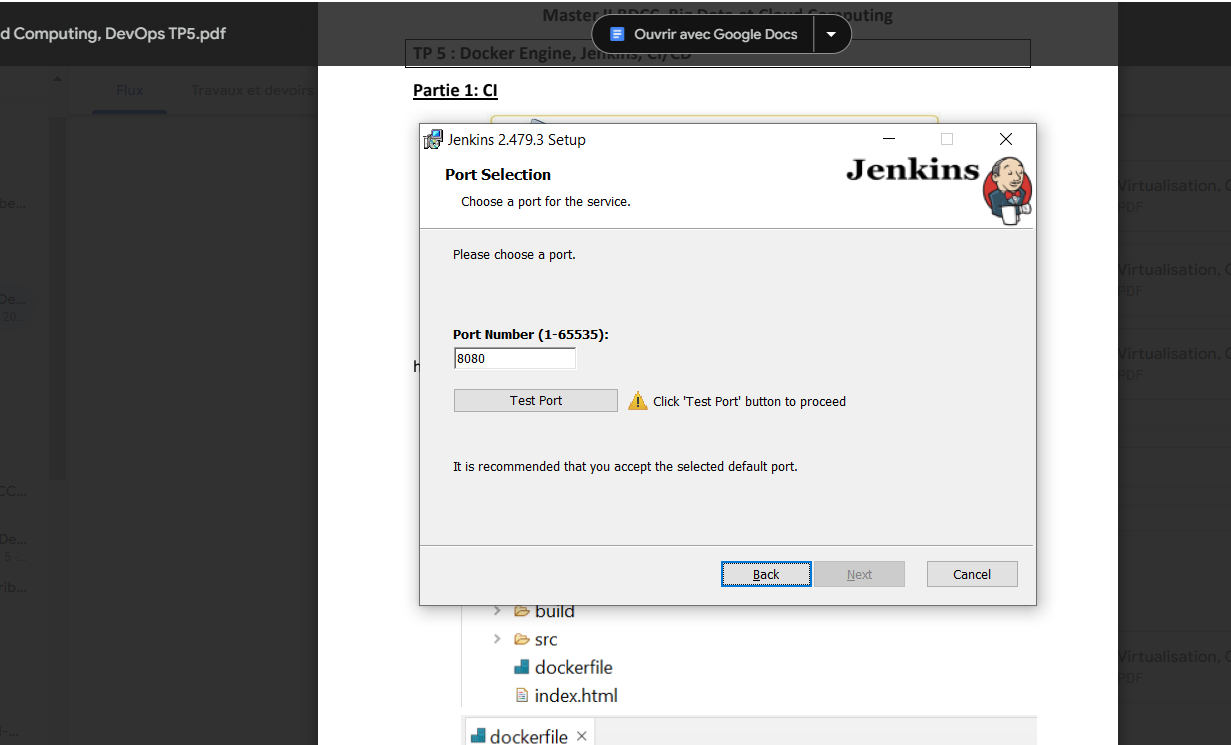 Master II BDCC, Big Data et Cloud Computing
d Computing, DevOps TP5.pdf
Ouvrir avec Google Docs
TP 5 : Docker Engine, Jenkins, CI/CD
Flux
Travaux et devoirs
Partie 1: CI
Jenkins 2.479.3 Setup
Port Selection
Jenkins
Choose a port for the service.
Please choose a port.
Port Number (1-65535):
8080
Test Port
Click 'Test Port' button to proceed
It is recommended that you accept the selected default port.
Back
Next
Cancel
build
src
dockerfile
index.html
dockerfile
be...
De...
20...
CC...
De...
5 -...
rib...
Virtualisation, C
PDF
Virtualisation, C
PDF
Virtualisation, C
PDF
Virtualisation, C
PDF